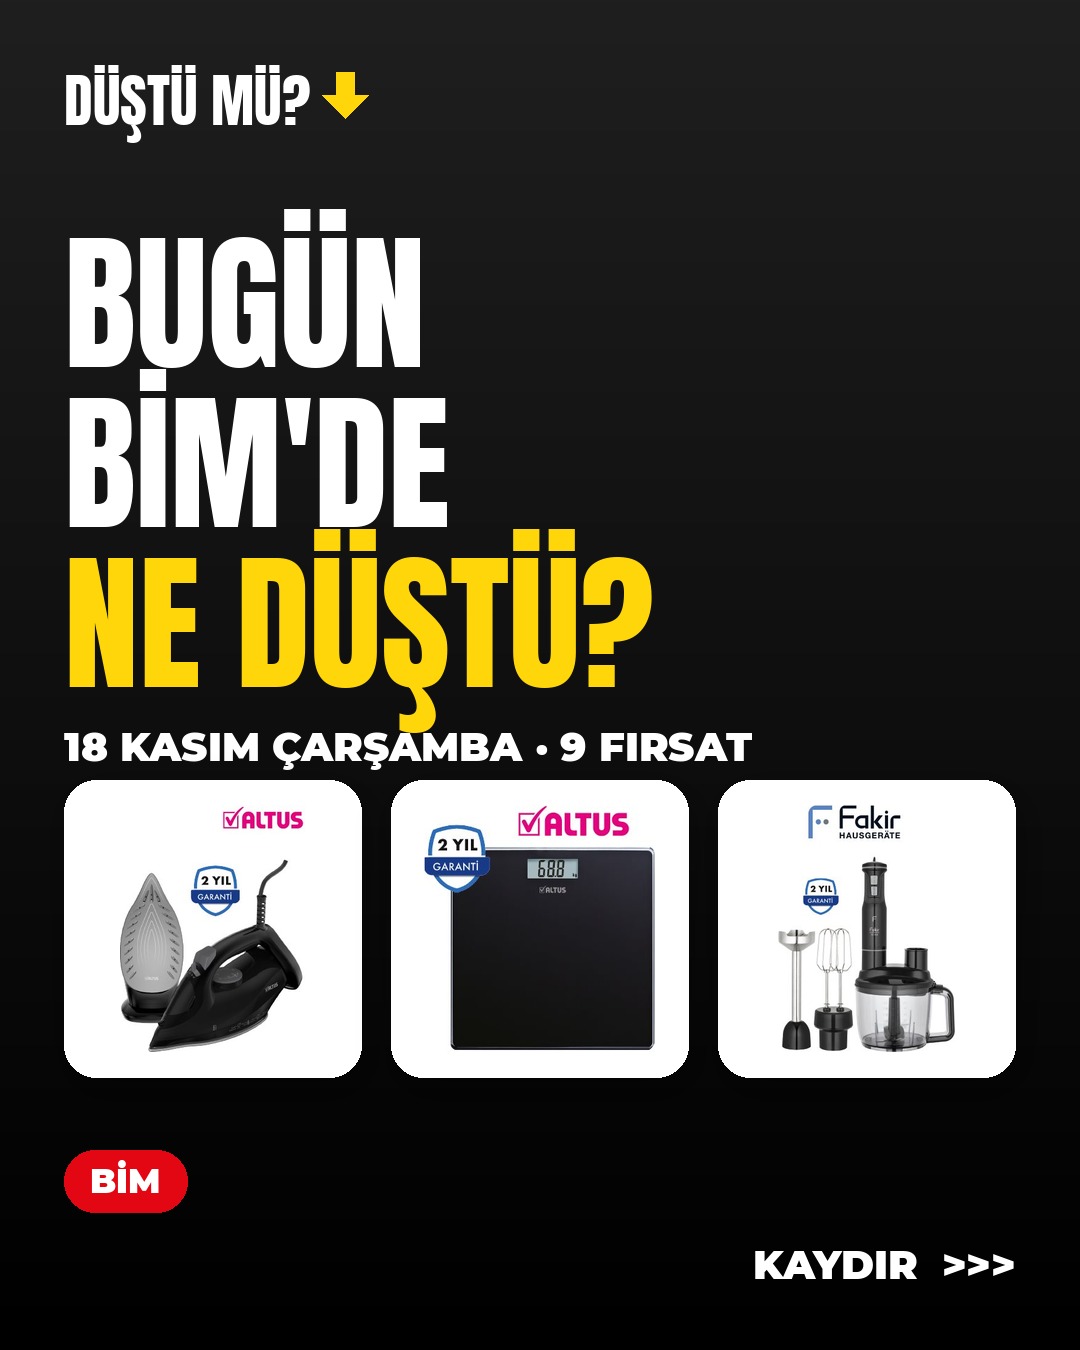 DÜŞTÜ MÜ?
BUGÜN
BİM'DE
NE DÜŞTÜ?
18 KASIM ÇARŞAMBA • 9 FIRSAT
ALTUS
2 YIL
GARANTİ
ALTUS
2 YIL
GARANTİ
68.8
ALTUS
Fakir
HAUSGERÄTE
2 YIL
GARANTİ
BİM
KAYDIR >>>